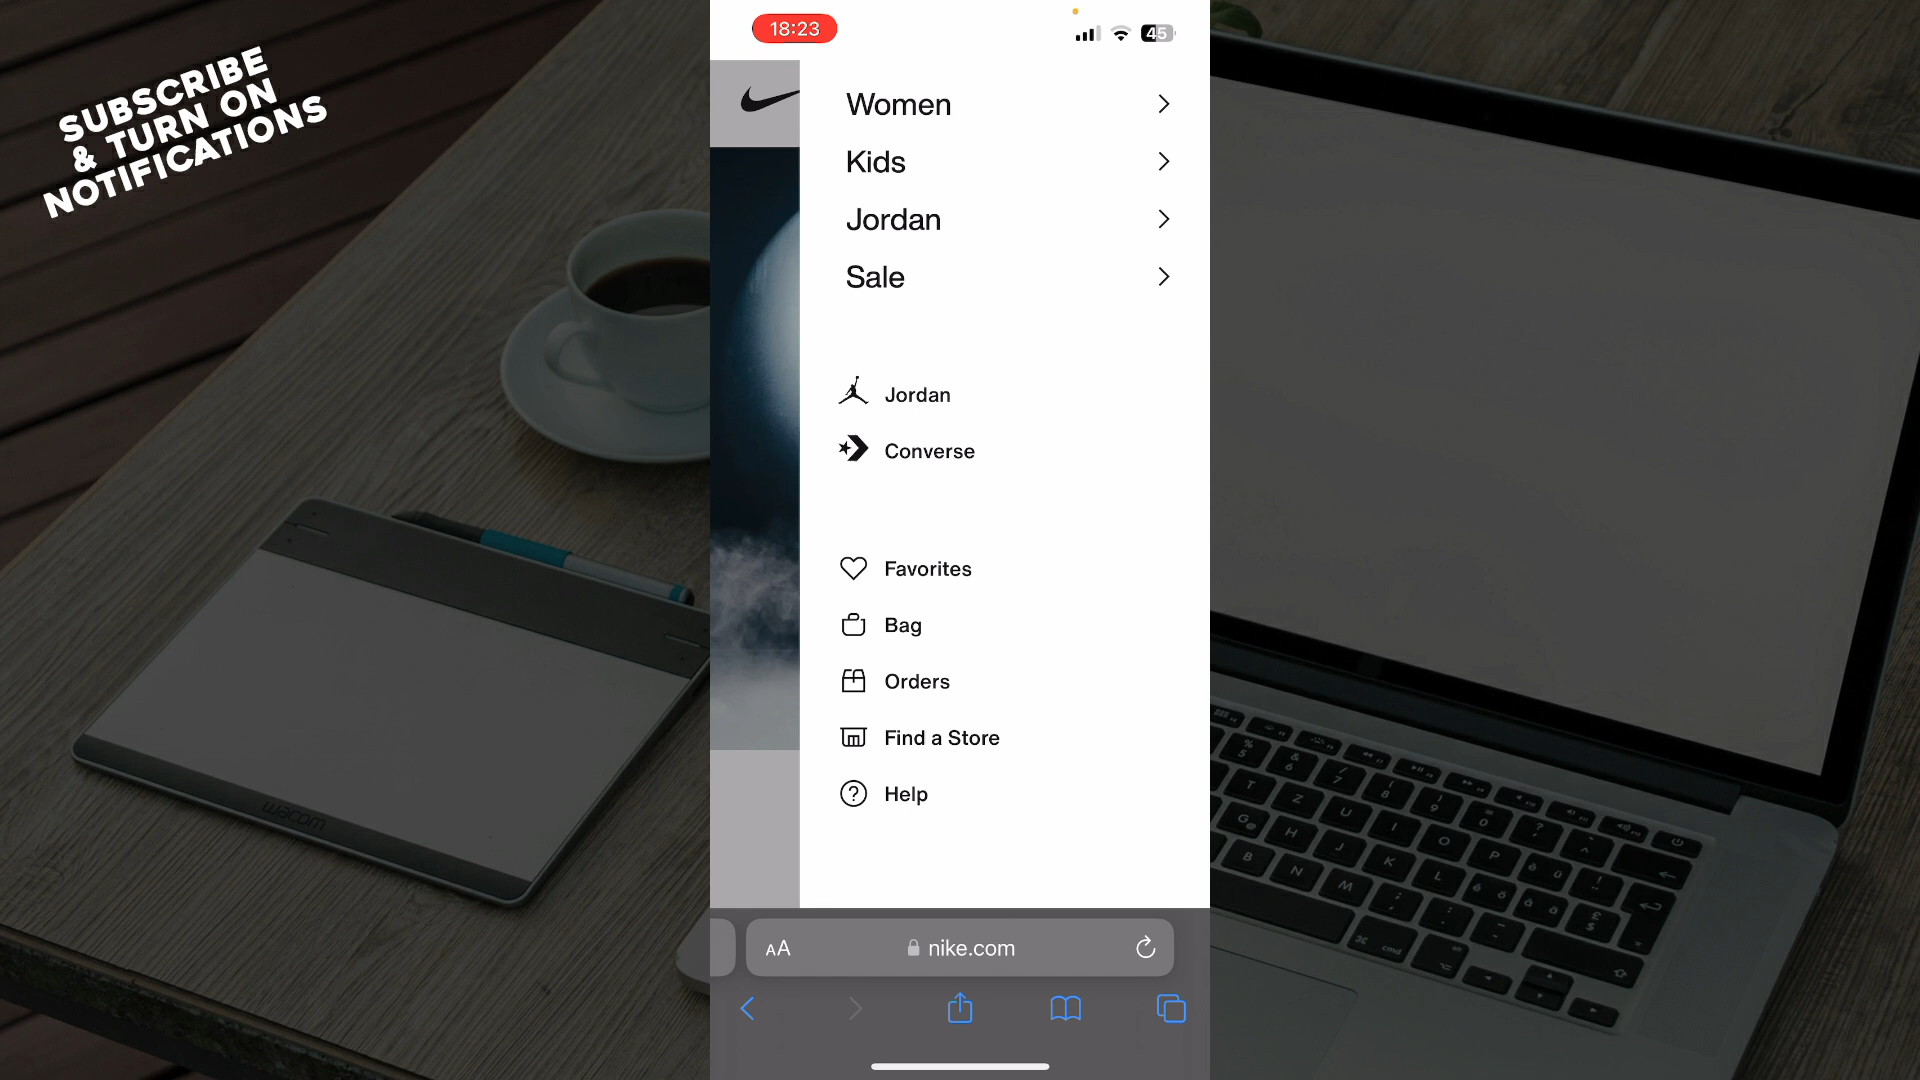 SUBSCRIBE
& TURN ON
NOTIFICATIONS
18:23
45
Women
Kids
Jordan
Sale
Jordan
Converse
Favorites
Bag
Orders
Find a Store
Help
AA
nike.com
wacom